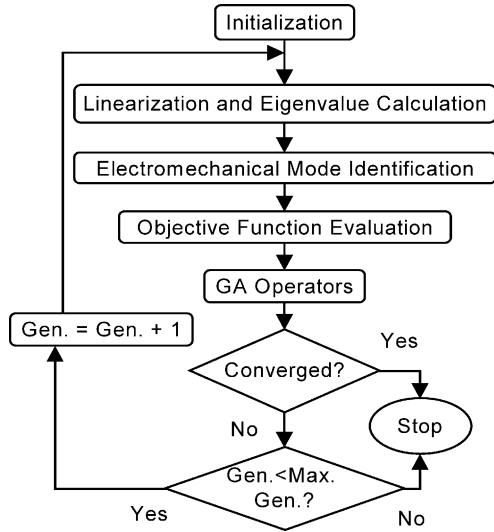 Initialization
Linearization and Eigenvalue Calculation
Electromechanical Mode Identification
Objective Function Evaluation
GA Operators
Gen. = Gen. + 1
Yes
Converged?
Stop
No
Gen.<Max.
Gen.?
Yes
No